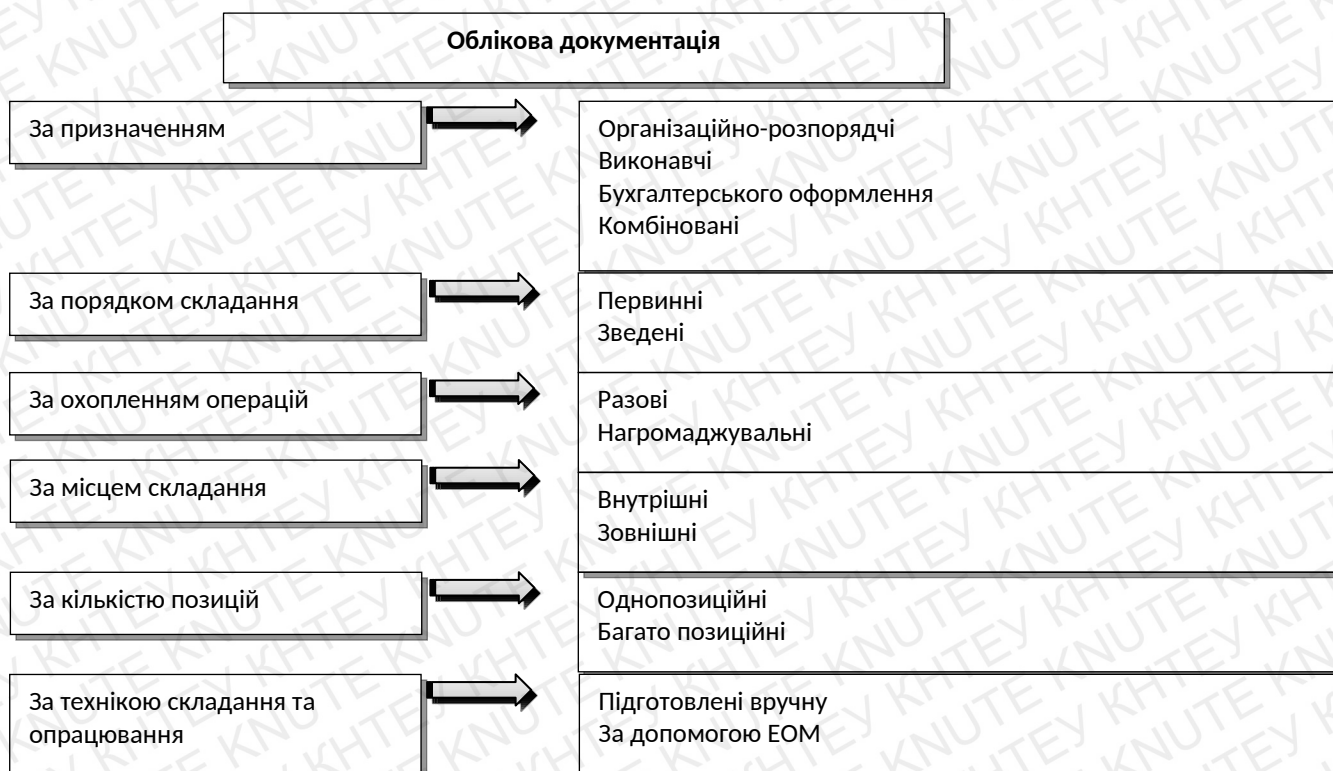 Облікова документація
За призначенням
Організаційно-розпорядчі
Виконавчі
Бухгалтерського оформлення
Комбіновані
За порядком складання
Первинні
Зведені
За охопленням операцій
Разові
Нагромаджувальні
За місцем складання
Внутрішні
Зовнішні
За кількістю позицій
Однопозиційні
Багато позиційні
За технікою складання та
опрацювання
Підготовлені вручну
За допомогою ЕОМ